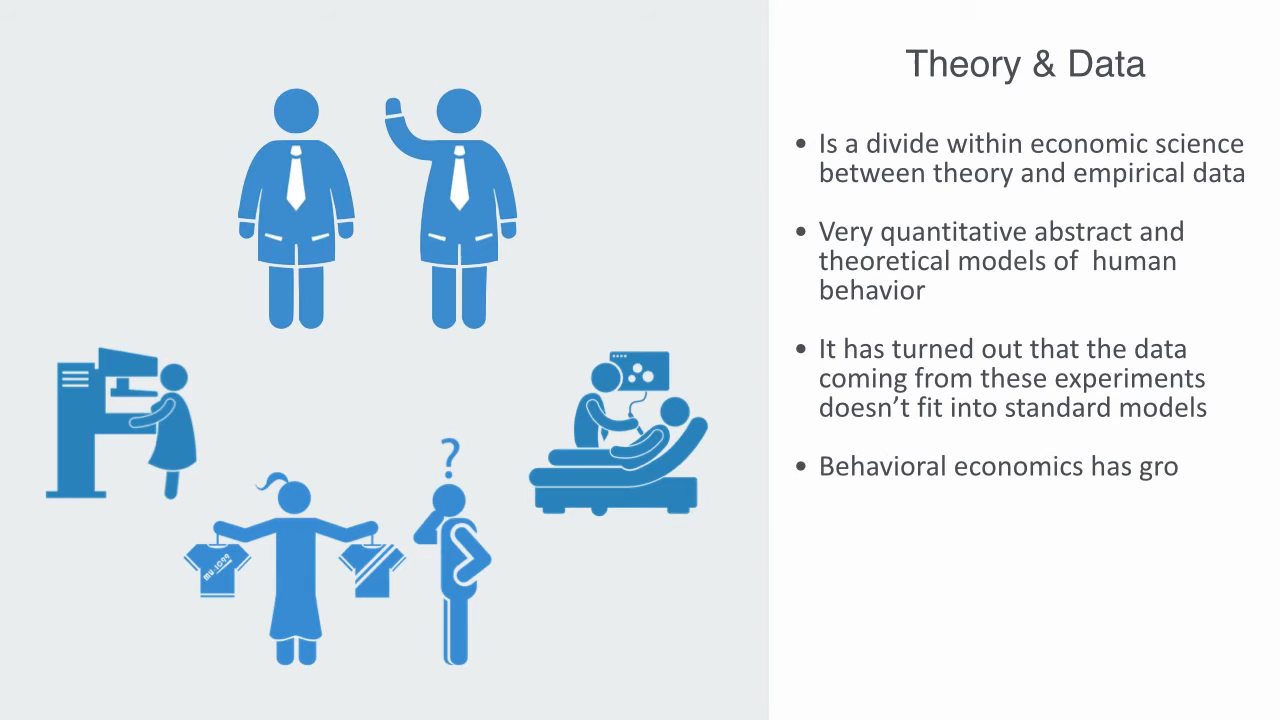 Theory & Data
• Is a divide within economic science
between theory and empirical data
• Very quantitative abstract and
theoretical models of  human
behavior
• It has turned out that the data
coming from these experiments
doesn't fit into standard models
• Behavioral economics has gro
?